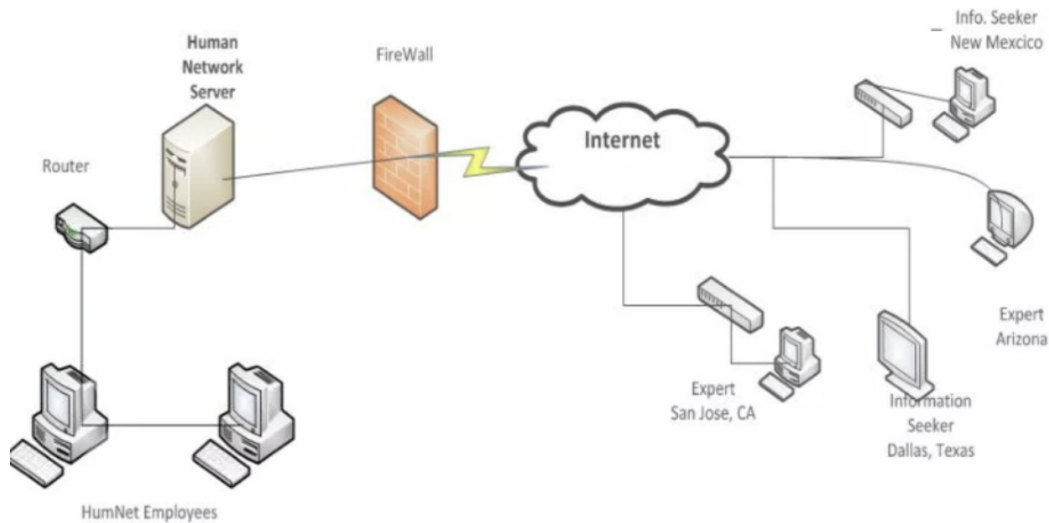 Info. Seeker
New Mexcico
Human
Network
Server
FireWall
Internet
Router
Expert
Arizona
Expert
San Jose, CA
Information
Seeker
Dallas, Texas
HumNet Employees